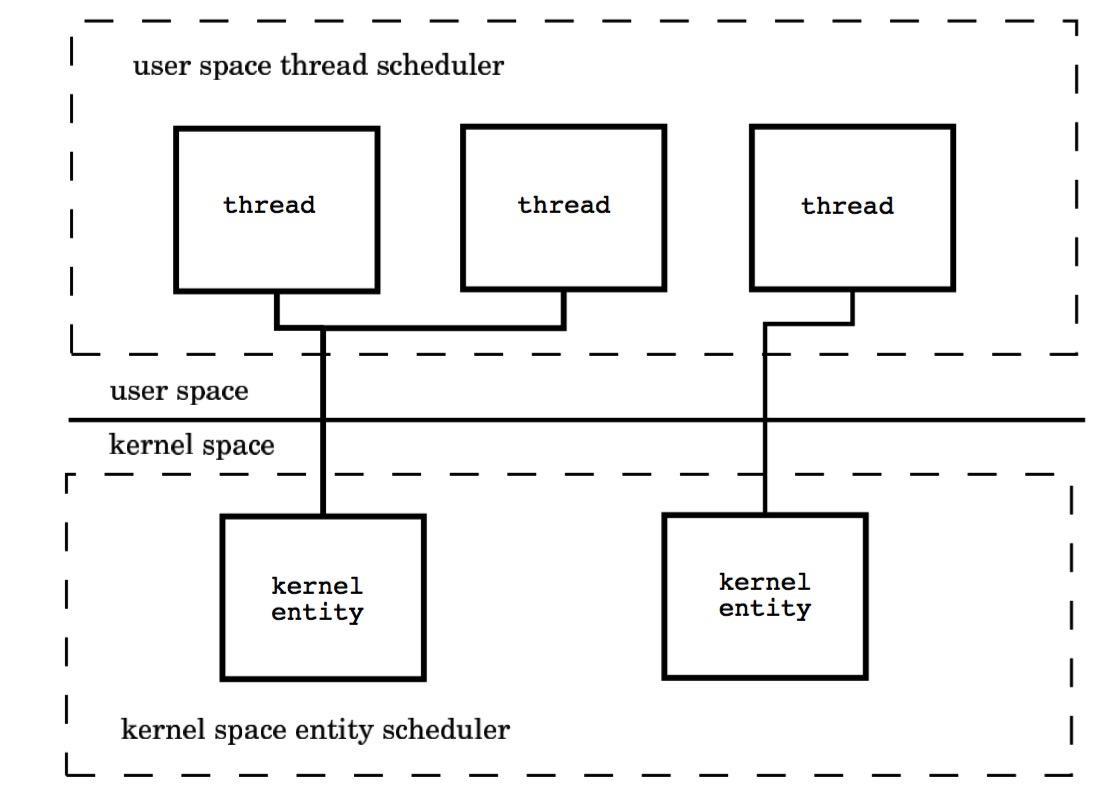 user space thread scheduler
thread
thread
thread
user space
kernel space
kernel
entity
kernel
entity
kernel space entity scheduler